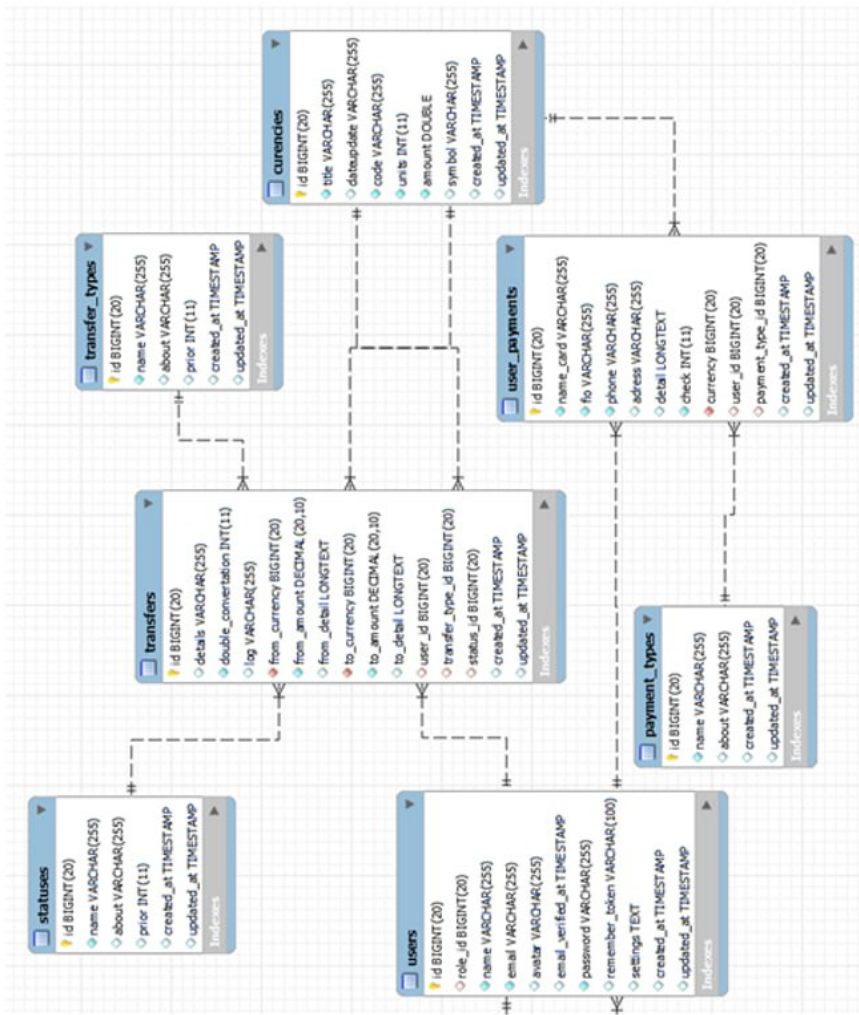 statuses
id BIGINT(20)
name VARCHAR(255)
about VARCHAR(255)
prior INT(11)
created_at TIMESTAMP
updated_at TIMESTAMP
Indexes
users
id BIGINT(20)
role_id BIGINT(20)
name VARCHAR(255)
email VARCHAR(255)
avatar VARCHAR(255)
email_verified_at TIMESTAMP
password VARCHAR(255)
remember_token VARCHAR(100)
settings TEXT
created_at TIMESTAMP
updated_at TIMESTAMP
Indexes
transfers
id BIGINT(20)
details VARCHAR(255)
double_convertation INT(11)
log VARCHAR(255)
from_currency BIGINT(20)
from_amount DECIMAL(20,10)
from_detail LONGTEXT
to_currency BIGINT(20)
to_amount DECIMAL(20,10)
to_detail LONGTEXT
user_id BIGINT(20)
transfer_type_id BIGINT(20)
status_id BIGINT(20)
created_at TIMESTAMP
updated_at TIMESTAMP
Indexes
payment_types
id BIGINT(20)
name VARCHAR(255)
about VARCHAR(255)
created_at TIMESTAMP
updated_at TIMESTAMP
Indexes
transfer_types
id BIGINT(20)
name VARCHAR(255)
about VARCHAR(255)
prior INT(11)
created_at TIMESTAMP
updated_at TIMESTAMP
Indexes
user_payments
id BIGINT(20)
name_card VARCHAR(255)
fio VARCHAR(255)
phone VARCHAR(255)
adress VARCHAR(255)
detail LONGTEXT
check INT(11)
currency BIGINT(20)
user_id BIGINT(20)
payment_type_id BIGINT(20)
created_at TIMESTAMP
updated_at TIMESTAMP
Indexes
curencies
id BIGINT(20)
title VARCHAR(255)
dateupdate VARCHAR(255)
code VARCHAR(255)
units INT(11)
amount DOUBLE
symbol VARCHAR(255)
created_at TIMESTAMP
updated_at TIMESTAMP
Indexes